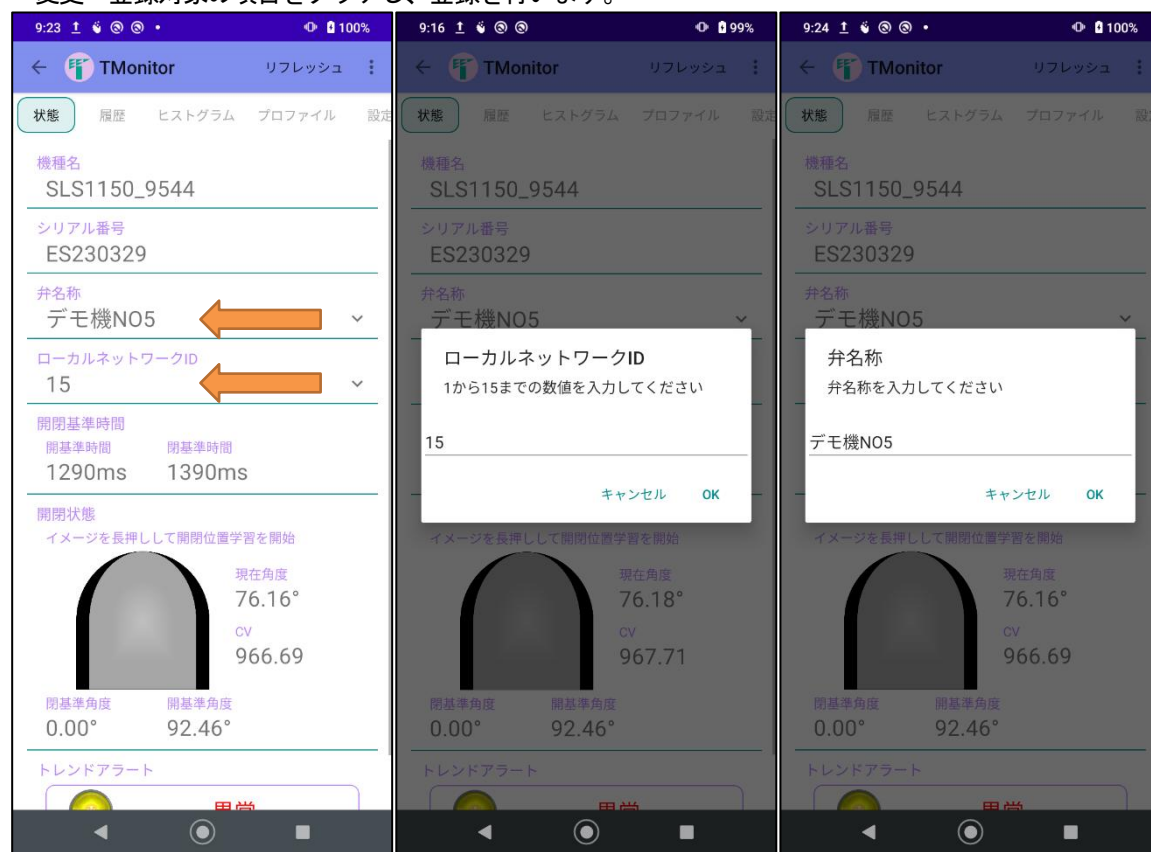 変更・登録対象の項目をタップし、登録を行います。
9:23 100%
TMonitor リフレッシュ
状態 履歴 ヒストグラム プロファイル 設定
機種名
SLS1150_9544
シリアル番号
ES230329
弁名称
デモ機NO5
ローカルネットワークID
15
開閉基準時間
開基準時間 閉基準時間
1290ms 1390ms
開閉状態
イメージを長押しして開閉位置学習を開始
現在角度
76.16°
CV
966.69
閉基準角度 開基準角度
0.00° 92.46°
トレンドアラート
異常
9:16 99%
TMonitor リフレッシュ
状態 履歴 ヒストグラム プロファイル 設定
機種名
SLS1150_9544
シリアル番号
ES230329
弁名称
デモ機NO5
ローカルネットワークID
1から15までの数値を入力してください
15
キャンセル OK
イメージを長押しして開閉位置学習を開始
現在角度
76.18°
CV
967.71
閉基準角度 開基準角度
0.00° 92.46°
トレンドアラート
異常
9:24 100%
TMonitor リフレッシュ
状態 履歴 ヒストグラム プロファイル 設定
機種名
SLS1150_9544
シリアル番号
ES230329
弁名称
デモ機NO5
弁名称
弁名称を入力してください
デモ機NO5
キャンセル OK
イメージを長押しして開閉位置学習を開始
現在角度
76.16°
CV
966.69
閉基準角度 開基準角度
0.00° 92.46°
トレンドアラート
異常